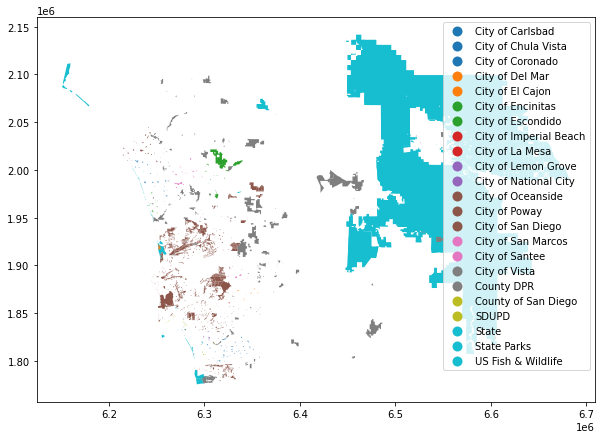 1e6
2.15
2.10
2.05
2.00
1.95
1.90
1.85
1.80
6.2
6.3
6.4
6.5
6.6
6.7
1e6
City of Carlsbad
City of Chula Vista
City of Coronado
City of Del Mar
City of El Cajon
City of Encinitas
City of Escondido
City of Imperial Beach
City of La Mesa
City of Lemon Grove
City of National City
City of Oceanside
City of Poway
City of San Diego
City of San Marcos
City of Santee
City of Vista
County DPR
County of San Diego
SDUPD
State
State Parks
US Fish & Wildlife